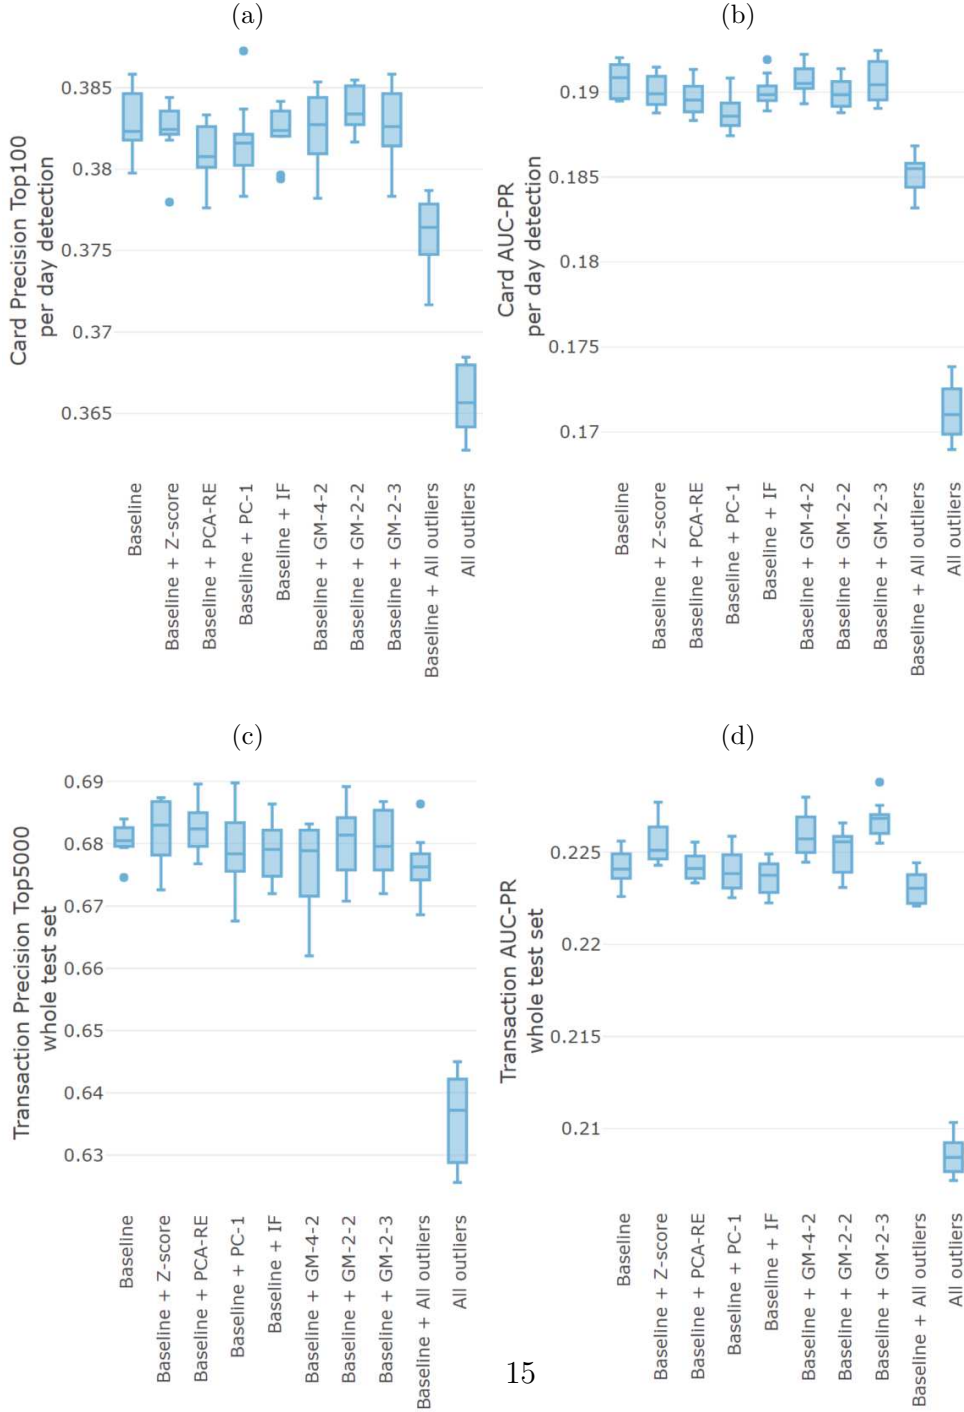 (a)
Card Precision Top100
per day detection
0.385
0.38
0.375
0.37
0.365
Baseline
Baseline + Z-score
Baseline + PCA-RE
Baseline + PC-1
Baseline + IF
Baseline + GM-4-2
Baseline + GM-2-2
Baseline + GM-2-3
Baseline + All outliers
All outliers
(b)
Card AUC-PR
per day detection
0.19
0.185
0.18
0.175
0.17
Baseline
Baseline + Z-score
Baseline + PCA-RE
Baseline + PC-1
Baseline + IF
Baseline + GM-4-2
Baseline + GM-2-2
Baseline + GM-2-3
Baseline + All outliers
All outliers
(c)
Transaction Precision Top5000
whole test set
0.69
0.68
0.67
0.66
0.65
0.64
0.63
Baseline
Baseline + Z-score
Baseline + PCA-RE
Baseline + PC-1
Baseline + IF
Baseline + GM-4-2
Baseline + GM-2-2
Baseline + GM-2-3
Baseline + All outliers
All outliers
(d)
Transaction AUC-PR
whole test set
0.225
0.22
0.215
0.21
Baseline
Baseline + Z-score
Baseline + PCA-RE
Baseline + PC-1
Baseline + IF
Baseline + GM-4-2
Baseline + GM-2-2
Baseline + GM-2-3
Baseline + All outliers
All outliers
15